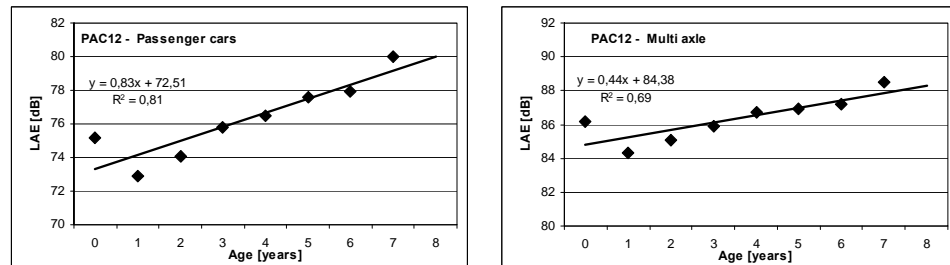 PAC12 - Passenger cars
y = 0,83x + 72,51
R² = 0,81
LAE [dB]
82
80
78
76
74
72
70
0 1 2 3 4 5 6 7 8
Age [years]
PAC12 - Multi axle
y = 0,44x + 84,38
R² = 0,69
LAE [dB]
92
90
88
86
84
82
80
0 1 2 3 4 5 6 7 8
Age [years]